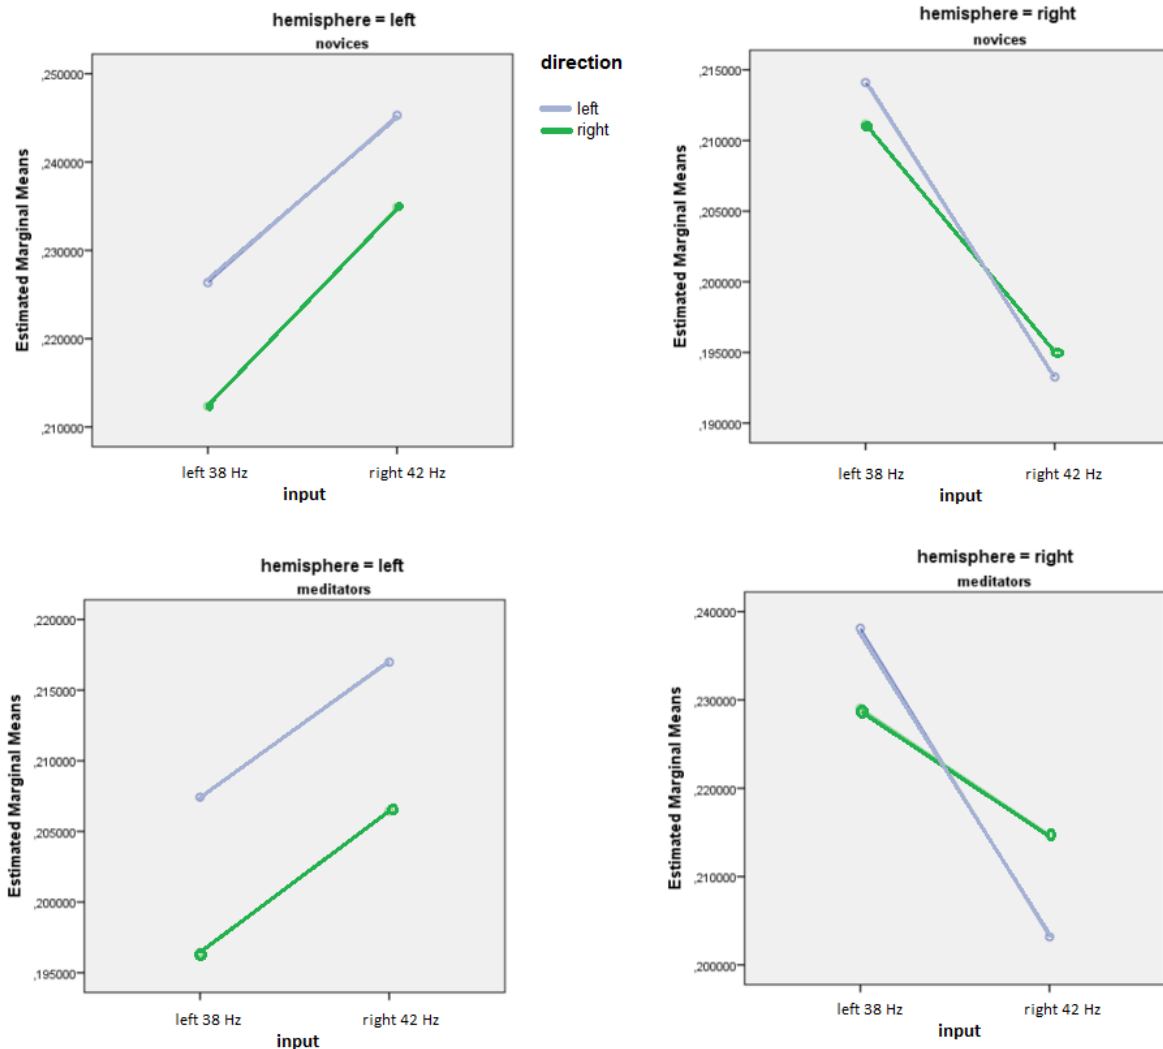 hemisphere = left
novices
Estimated Marginal Means
,250000
,240000
,230000
,220000
,210000
left 38 Hz
right 42 Hz
input
direction
left
right
hemisphere = right
novices
Estimated Marginal Means
,215000
,210000
,205000
,200000
,195000
,190000
left 38 Hz
right 42 Hz
input
hemisphere = left
meditators
Estimated Marginal Means
,220000
,215000
,210000
,205000
,200000
,195000
left 38 Hz
right 42 Hz
input
hemisphere = right
meditators
Estimated Marginal Means
,240000
,230000
,220000
,210000
,200000
left 38 Hz
right 42 Hz
input